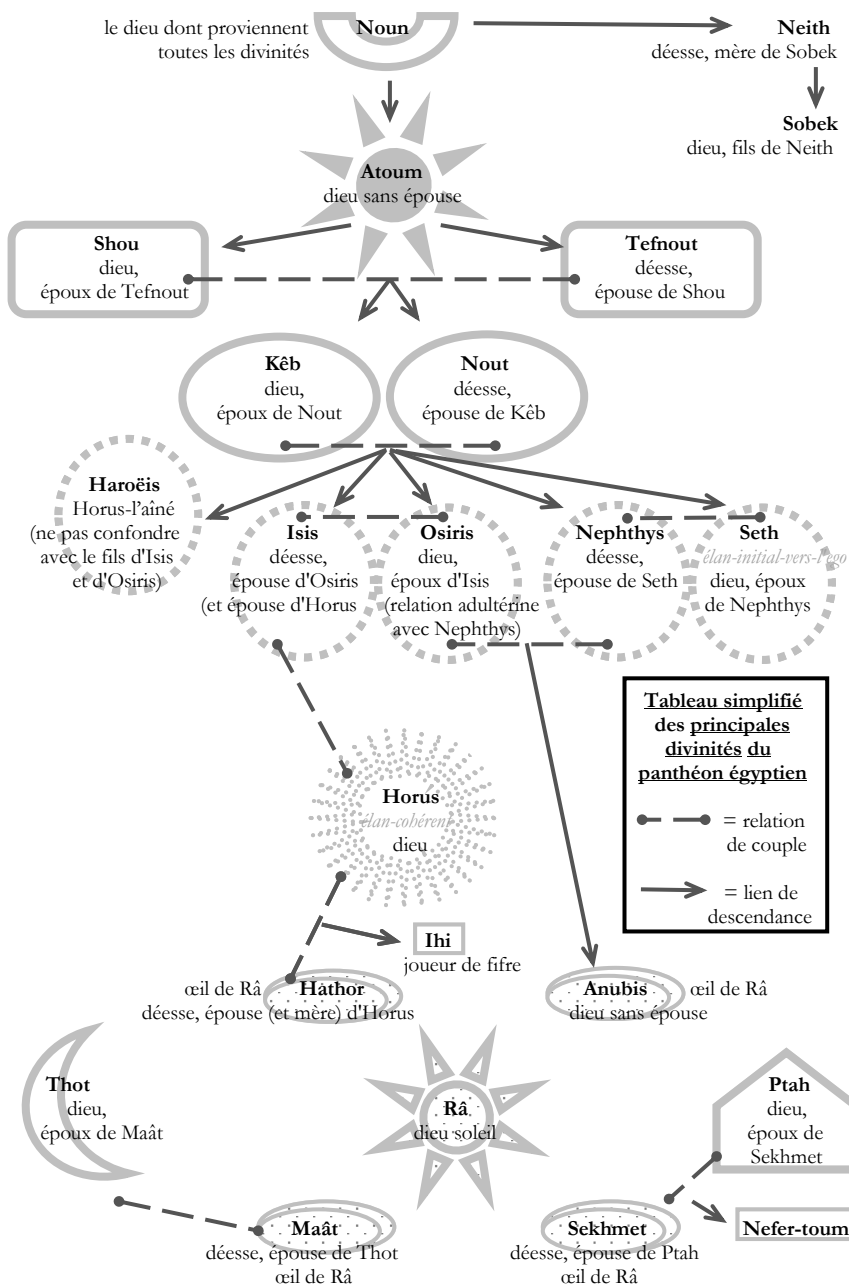 le dieu dont proviennent
toutes les divinités
Noun
Neith
déesse, mère de Sobek
Sobek
dieu, fils de Neith
Atoum
dieu sans épouse
Shou
dieu,
époux de Tefnout
Tefnout
déesse,
épouse de Shou
Kêb
dieu,
époux de Nout
Nout
déesse,
épouse de Kêb
Haroëis
Horus-l'aîné
(ne pas confondre
avec le fils d'Isis
et d'Osiris)
Isis
déesse,
épouse d'Osiris
(et épouse d'Horus
Osiris
dieu,
époux d'Isis
(relation adultérine
avec Nephthys)
Nephthys
déesse,
épouse de Seth
Seth
élan-initial-vers-l'ego
dieu, époux
de Nephthys
Tableau simplifié
des principales
divinités du
panthéon égyptien
= relation
de couple
= lien de
descendance
Horus
élan-cohérent
dieu
Ihi
joueur de fifre
œil de Râ
Hathor
déesse, épouse (et mère) d'Horus
Anubis
œil de Râ
dieu sans épouse
Thot
dieu,
époux de Maât
Râ
dieu soleil
Ptah
dieu,
époux de
Sekhmet
Maât
déesse, épouse de Thot
œil de Râ
Sekhmet
déesse, épouse de Ptah
œil de Râ
Nefer-toum